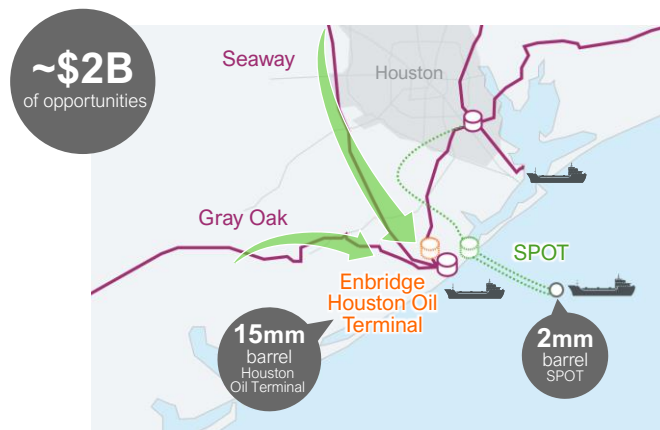 ~$2B
of opportunities
Seaway
Houston
Gray Oak
SPOT
Enbridge
Houston Oil
Terminal
15mm
barrel
Houston
Oil Terminal
2mm
barrel
SPOT